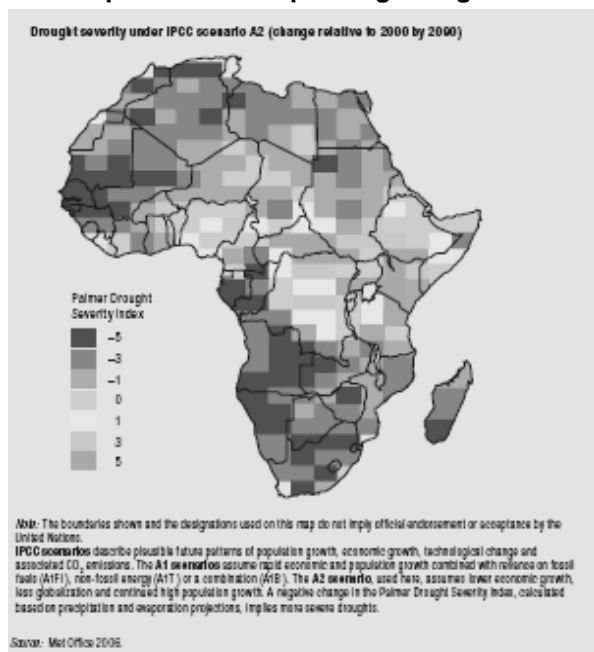 Drought severity under IPCC scenario A2 (change relative to 2000 by 2090)
Palmer Drought
Severity Index
–5
–3
–1
0
1
3
5
Note: The bounderies shown and the designations used on this map do not imply official endorsement or acceptance by the
United Nations.
IPCC scenarios describe plausible future patterns of population growth, economic growth, technological change and
associated CO₂ emissions. The A1 scenarios assume rapid economic and population growth combined with reliance on fossil
fuels (A1FI), non-fossil energy (A1T) or a combination (A1B). The A2 scenario, used here, assumes lower economic growth,
less globalization and continued high population growth. A negative change in the Palmer Drought Severity Index, calculated
based on precipitation and evaporation projections, implies more severe droughts.
Source: Met Office 2006.